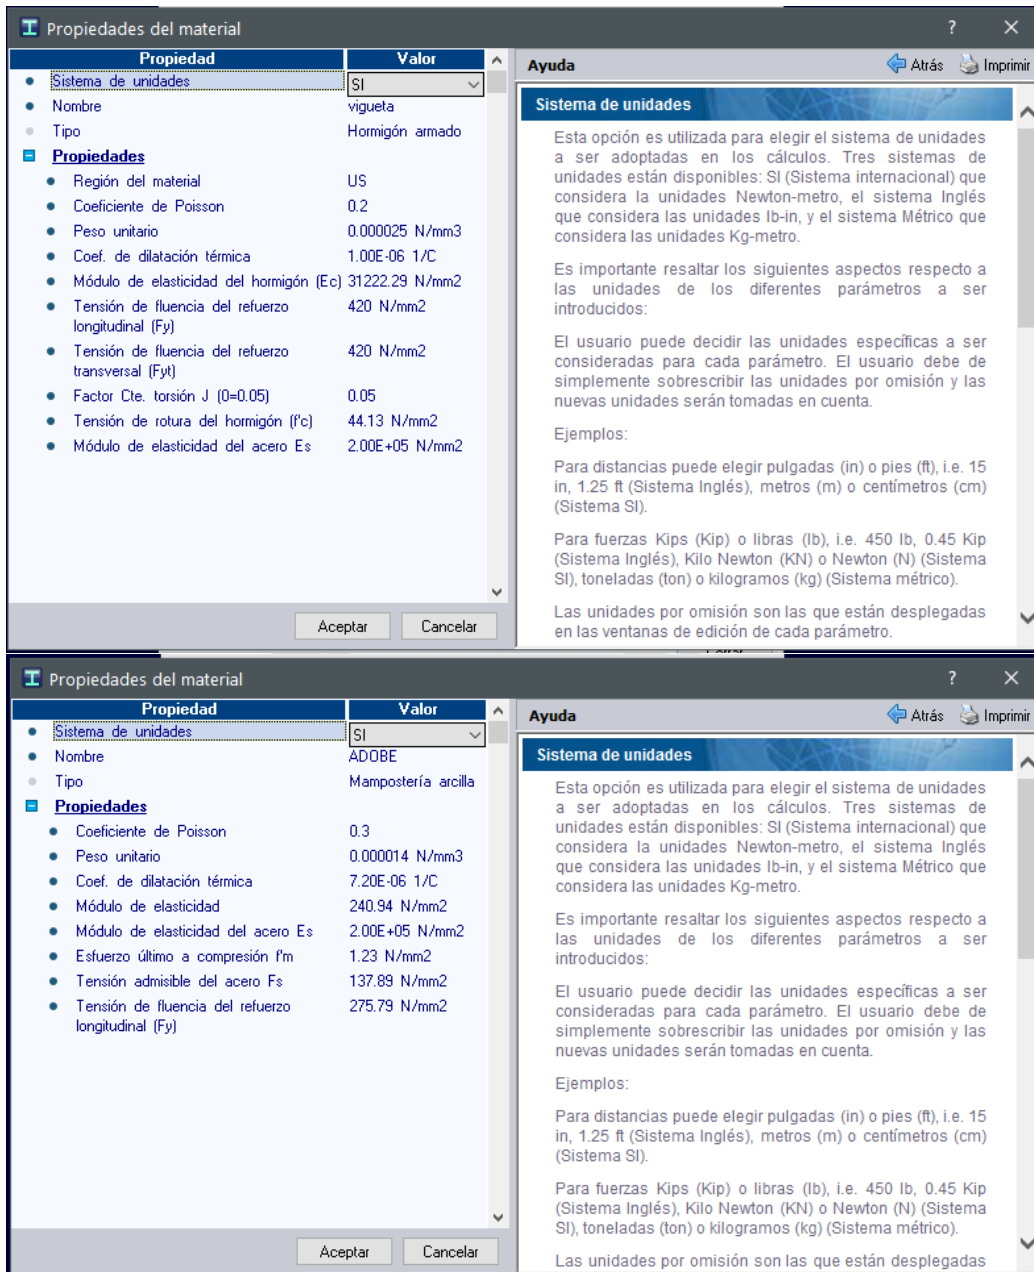 Propiedades del material ? ×
Propiedad Valor
Sistema de unidades SI
Nombre vigueta
Tipo Hormigón armado
Propiedades
Región del material US
Coeficiente de Poisson 0.2
Peso unitario 0.000025 N/mm3
Coef. de dilatación térmica 1.00E-06 1/C
Módulo de elasticidad del hormigón (Ec) 31222.29 N/mm2
Tensión de fluencia del refuerzo 420 N/mm2
longitudinal (Fy)
Tensión de fluencia del refuerzo 420 N/mm2
transversal (Fyt)
Factor Cte. torsión J (0=0.05) 0.05
Tensión de rotura del hormigón (f'c) 44.13 N/mm2
Módulo de elasticidad del acero Es 2.00E+05 N/mm2
Aceptar Cancelar
Ayuda Atrás Imprimir
Sistema de unidades
Esta opción es utilizada para elegir el sistema de unidades
a ser adoptadas en los cálculos. Tres sistemas de
unidades están disponibles: SI (Sistema internacional) que
considera la unidades Newton-metro, el sistema Inglés
que considera las unidades lb-in, y el sistema Métrico que
considera las unidades Kg-metro.
Es importante resaltar los siguientes aspectos respecto a
las unidades de los diferentes parámetros a ser
introducidos:
El usuario puede decidir las unidades específicas a ser
consideradas para cada parámetro. El usuario debe de
simplemente sobrescribir las unidades por omisión y las
nuevas unidades serán tomadas en cuenta.
Ejemplos:
Para distancias puede elegir pulgadas (in) o pies (ft), i.e. 15
in, 1.25 ft (Sistema Inglés), metros (m) o centímetros (cm)
(Sistema SI).
Para fuerzas Kips (Kip) o libras (lb), i.e. 450 lb, 0.45 Kip
(Sistema Inglés), Kilo Newton (KN) o Newton (N) (Sistema
SI), toneladas (ton) o kilogramos (kg) (Sistema métrico).
Las unidades por omisión son las que están desplegadas
en las ventanas de edición de cada parámetro.
Propiedades del material ? ×
Propiedad Valor
Sistema de unidades SI
Nombre ADOBE
Tipo Mampostería arcilla
Propiedades
Coeficiente de Poisson 0.3
Peso unitario 0.000014 N/mm3
Coef. de dilatación térmica 7.20E-06 1/C
Módulo de elasticidad 240.94 N/mm2
Módulo de elasticidad del acero Es 2.00E+05 N/mm2
Esfuerzo último a compresión f'm 1.23 N/mm2
Tensión admisible del acero Fs 137.89 N/mm2
Tensión de fluencia del refuerzo 275.79 N/mm2
longitudinal (Fy)
Aceptar Cancelar
Ayuda Atrás Imprimir
Sistema de unidades
Esta opción es utilizada para elegir el sistema de unidades
a ser adoptadas en los cálculos. Tres sistemas de
unidades están disponibles: SI (Sistema internacional) que
considera la unidades Newton-metro, el sistema Inglés
que considera las unidades lb-in, y el sistema Métrico que
considera las unidades Kg-metro.
Es importante resaltar los siguientes aspectos respecto a
las unidades de los diferentes parámetros a ser
introducidos:
El usuario puede decidir las unidades específicas a ser
consideradas para cada parámetro. El usuario debe de
simplemente sobrescribir las unidades por omisión y las
nuevas unidades serán tomadas en cuenta.
Ejemplos:
Para distancias puede elegir pulgadas (in) o pies (ft), i.e. 15
in, 1.25 ft (Sistema Inglés), metros (m) o centímetros (cm)
(Sistema SI).
Para fuerzas Kips (Kip) o libras (lb), i.e. 450 lb, 0.45 Kip
(Sistema Inglés), Kilo Newton (KN) o Newton (N) (Sistema
SI), toneladas (ton) o kilogramos (kg) (Sistema métrico).
Las unidades por omisión son las que están desplegadas